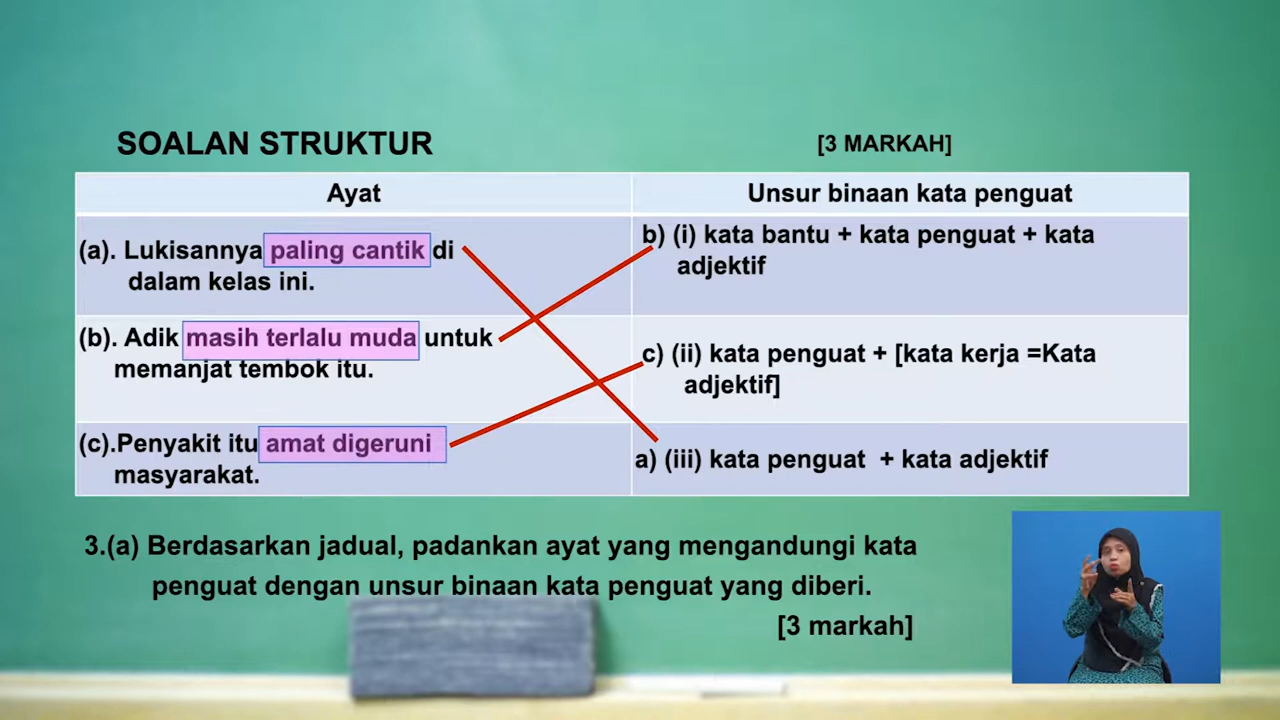 SOALAN STRUKTUR
[3 MARKAH]
Ayat
Unsur binaan kata penguat
(a). Lukisannya paling cantik di
dalam kelas ini.
b) (i) kata bantu + kata penguat + kata
adjektif
(b). Adik masih terlalu muda untuk
memanjat tembok itu.
c) (ii) kata penguat + [kata kerja =Kata
adjektif]
(c).Penyakit itu amat digeruni
masyarakat.
a) (iii) kata penguat + kata adjektif
3.(a) Berdasarkan jadual, padankan ayat yang mengandungi kata
penguat dengan unsur binaan kata penguat yang diberi.
[3 markah]